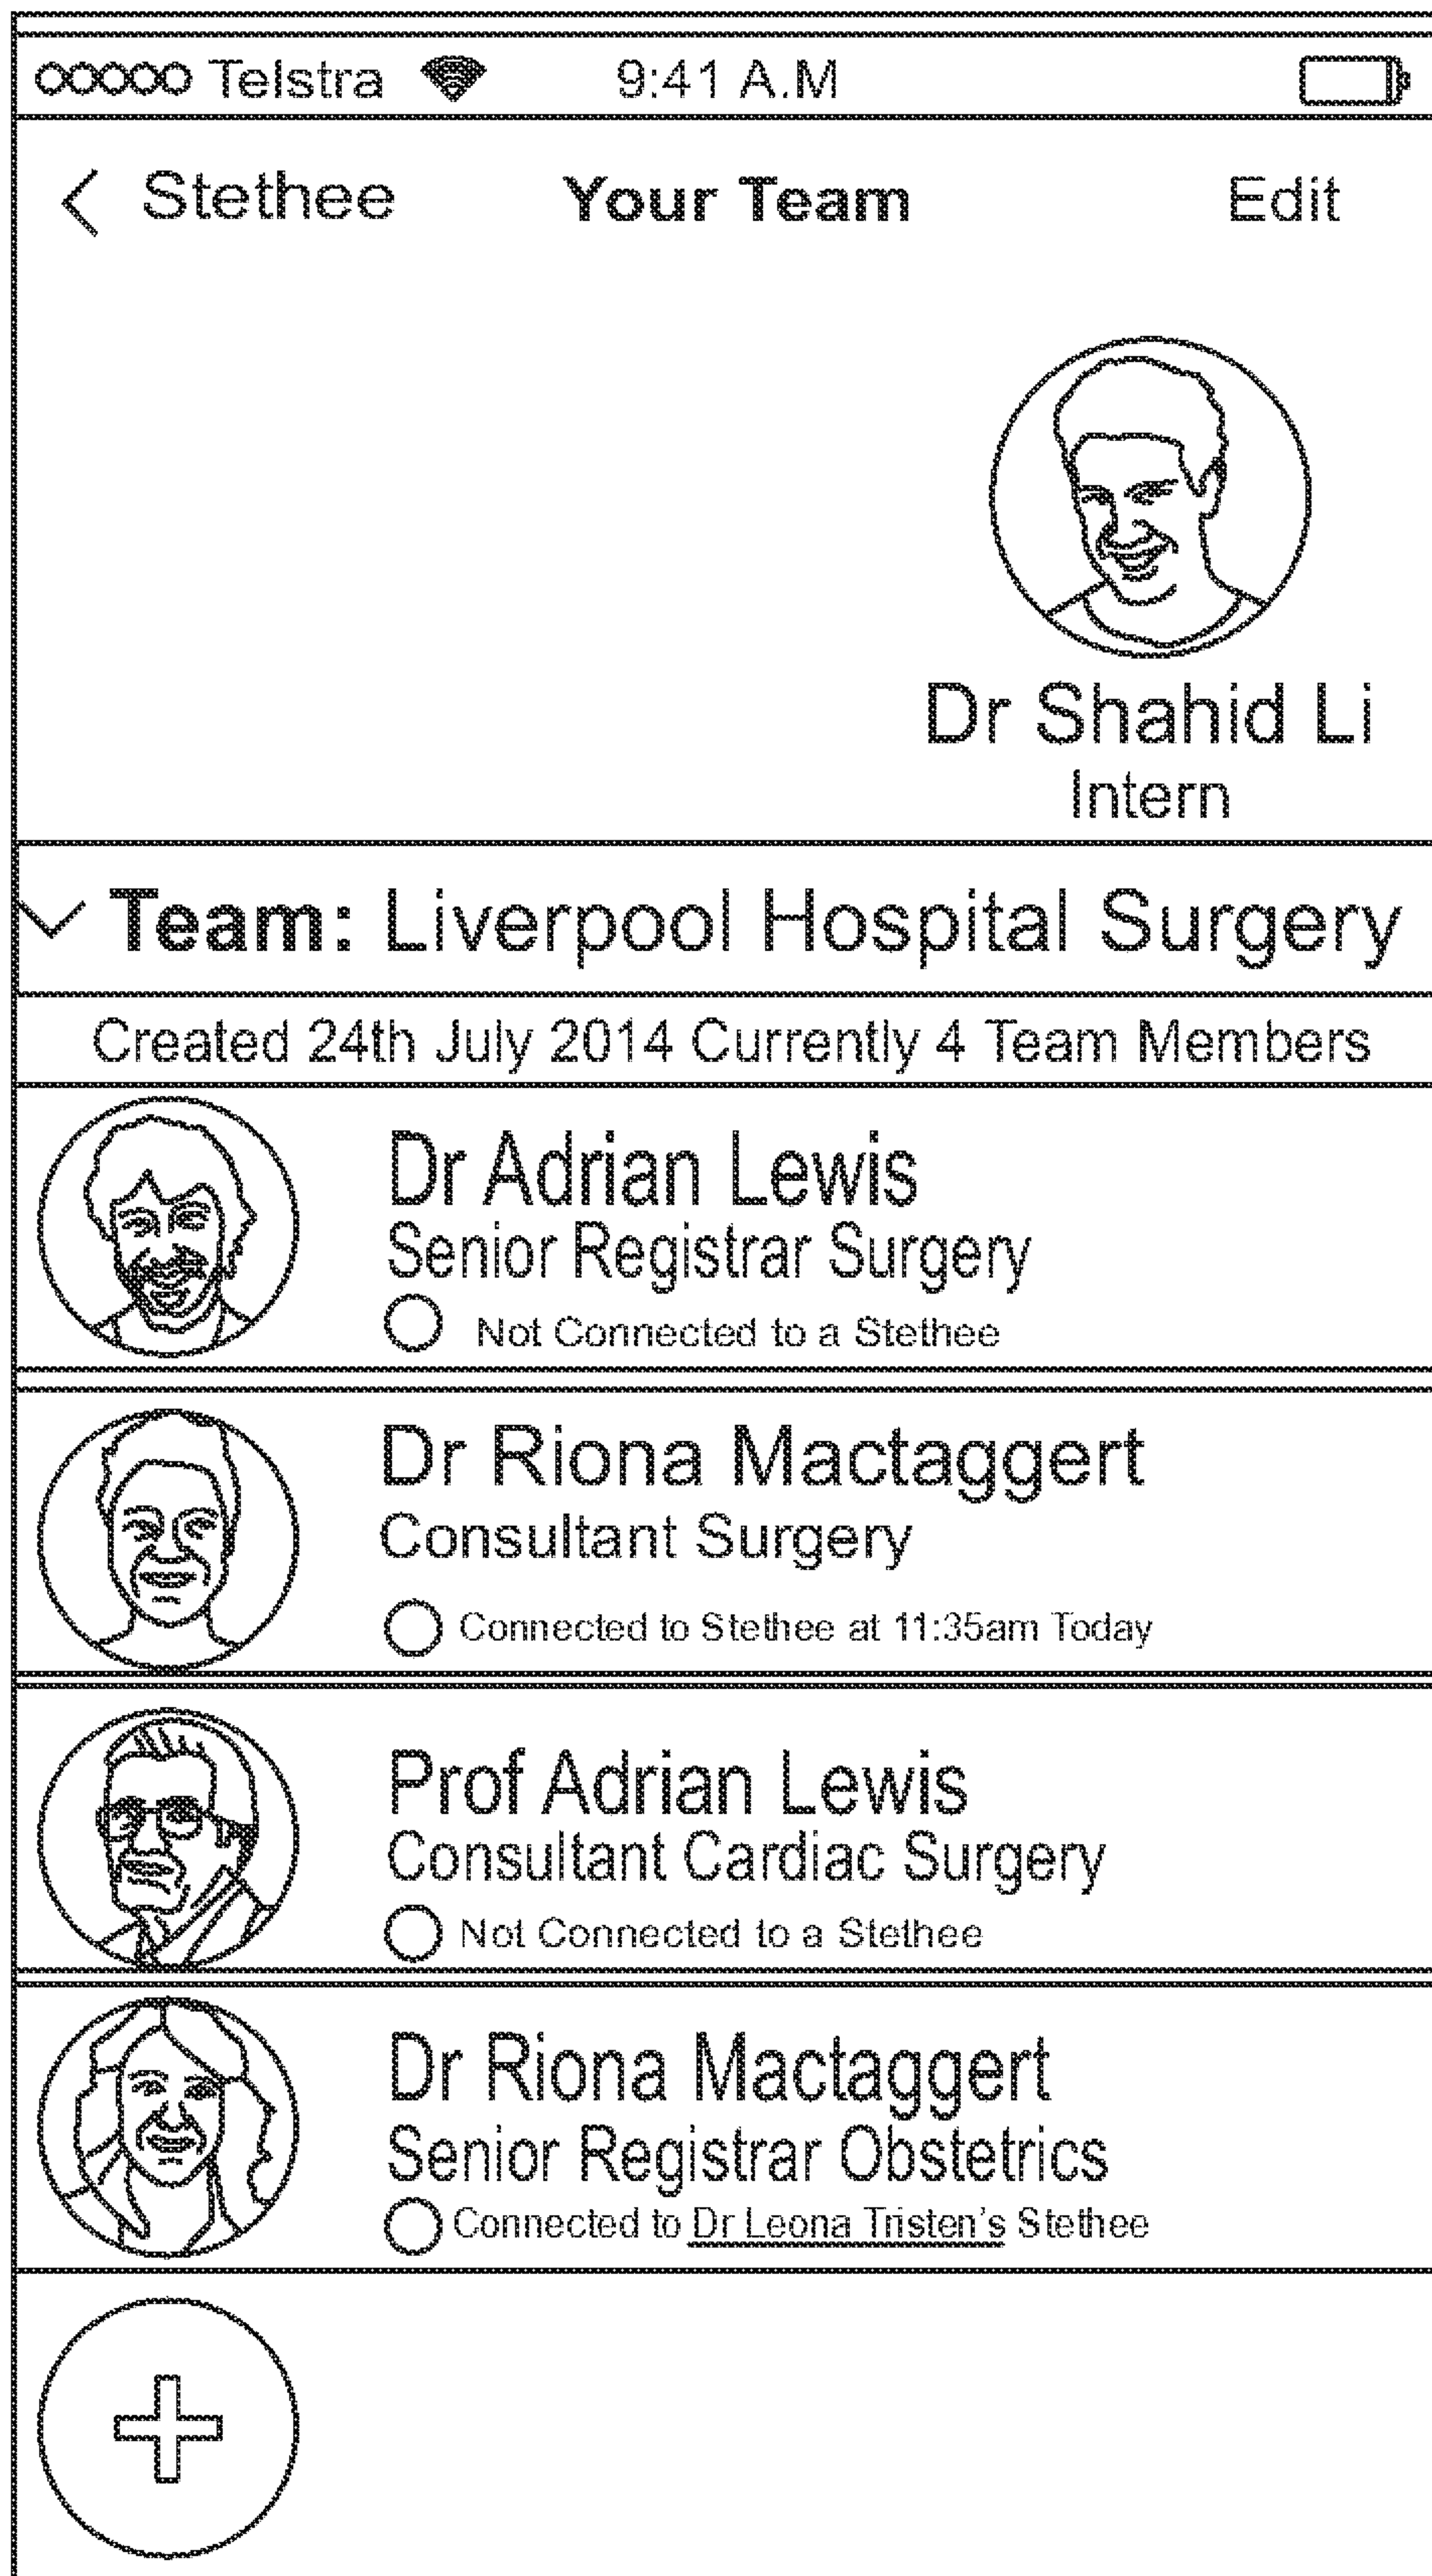 Telstra 9:41 A.M
Stethee Your Team Edit
Dr Shahid Li
Intern
Team: Liverpool Hospital Surgery
Created 24th July 2014 Currently 4 Team Members
Dr Adrian Lewis
Senior Registrar Surgery
Not Connected to a Stethee
Dr Riona Mactaggert
Consultant Surgery
Connected to Stethee at 11:35am Today
Prof Adrian Lewis
Consultant Cardiac Surgery
Not Connected to a Stethee
Dr Riona Mactaggert
Senior Registrar Obstetrics
Connected to Dr Leona Tristen's Stethee